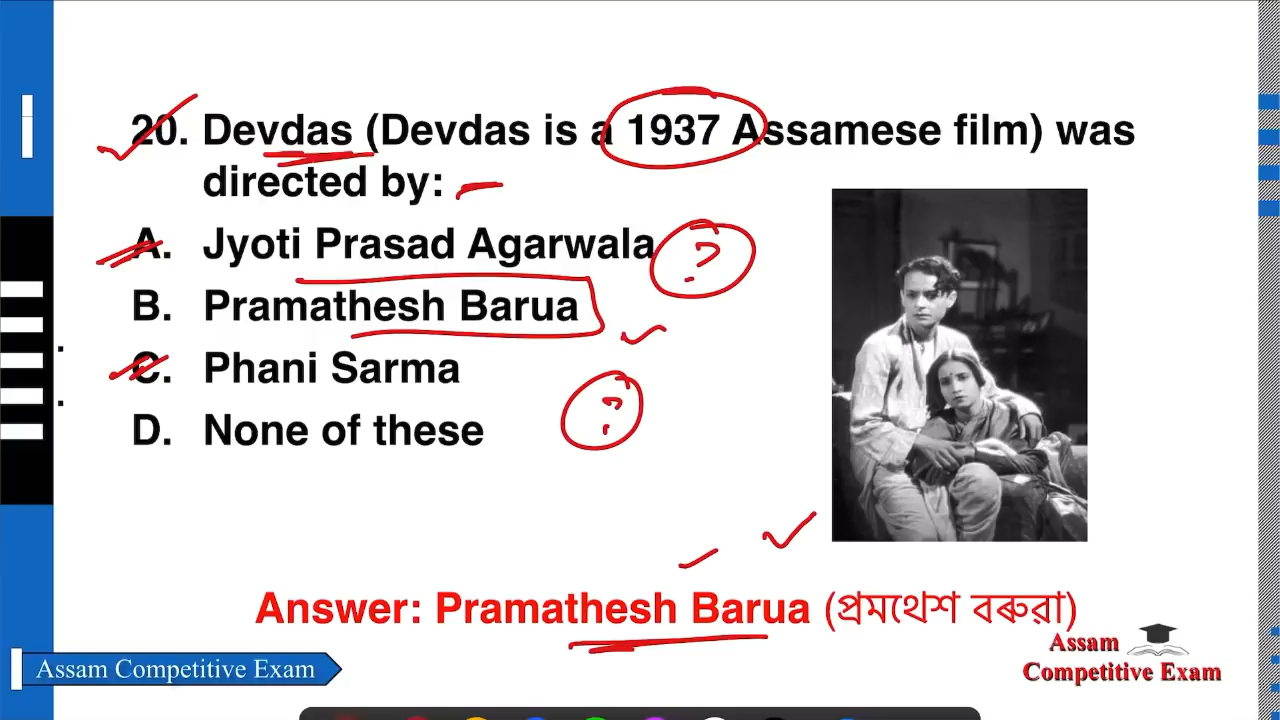 20. Devdas (Devdas is a 1937 Assamese film) was
directed by:
A. Jyoti Prasad Agarwala
?
B. Pramathesh Barua
C. Phani Sarma
?
D. None of these
Answer: Pramathesh Barua (প্ৰমথেশ বৰুৱা)
Assam Competitive Exam
Assam
Competitive Exam